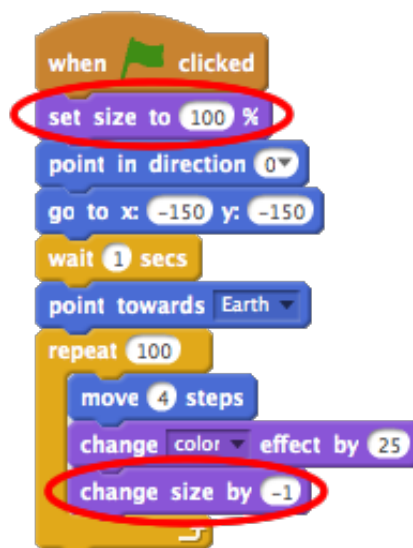 when clicked
set size to 100 %
point in direction 0
go to x: -150 y: -150
wait 1 secs
point towards Earth
repeat 100
move 4 steps
change color effect by 25
change size by -1